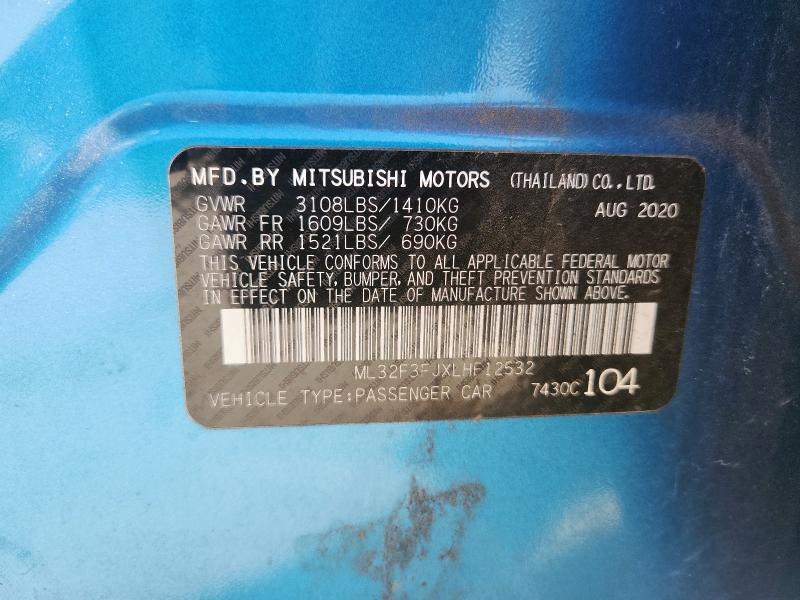 MFD.BY MITSUBISHI MOTORS (THAILAND)CO.,LTD.
GVWR 3108LBS/1410KG AUG 2020
GAWR FR 1609LBS/ 730KG
GAWR RR 1521LBS/ 690KG
THIS VEHICLE CONFORMS TO ALL APPLICABLE FEDERAL MOTOR
VEHICLE SAFETY, BUMPER, AND THEFT PREVENTION STANDARDS
IN EFFECT ON THE DATE OF MANUFACTURE SHOWN ABOVE.
ML32F3FJXLHF12532
VEHICLE TYPE:PASSENGER CAR 7430C 104